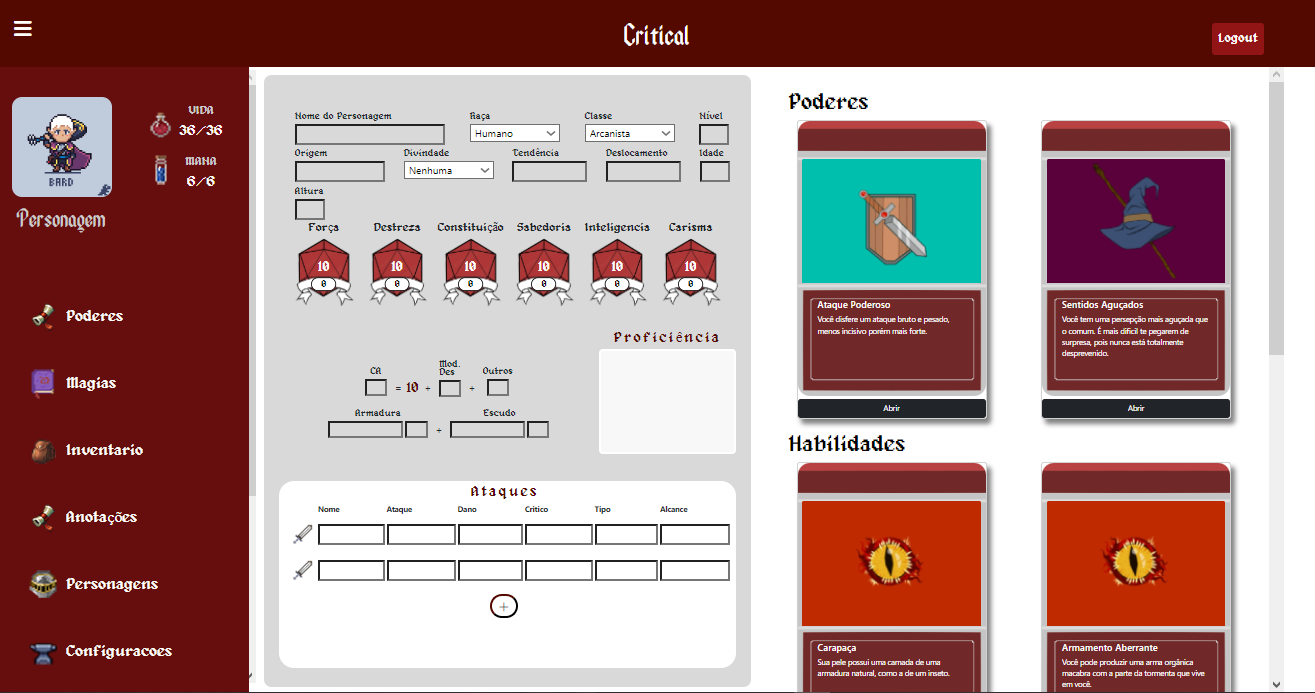 Critical
Logout
VIDA
36/36
MANA
6/6
BARD
Personagem
Poderes
Magias
Inventario
Anotações
Personagens
Configuracoes
Nome do Personagem Raça Classe Nível
Humano Arcanista
Origem Divindade Tendência Deslocamento Idade
Nenhuma
Altura
Força Destreza Constituição Sabedoria Inteligencia Carisma
10 10 10 10 10 10
0 0 0 0 0 0
Proficiência
CA Mod. Des Outros
= 10 + +
Armadura Escudo
+
Ataques
Nome Ataque Dano Crítico Tipo Alcance
+
Poderes
Ataque Poderoso
Você disfere um ataque bruto e pesado,
menos incisivo porém mais forte.
Abrir
Sentidos Aguçados
Você tem uma persepção mais aguçada que
o comum. É mais dificil te pegarem de
surpresa, pois nunca está totalmente
desprevenido.
Abrir
Habilidades
Carapaça
Sua pele possui uma camada de uma
armadura natural, como a de um inseto.
Armamento Aberrante
Você pode produzir uma arma orgânica
macabra com a parte da tormenta que vive
em você.